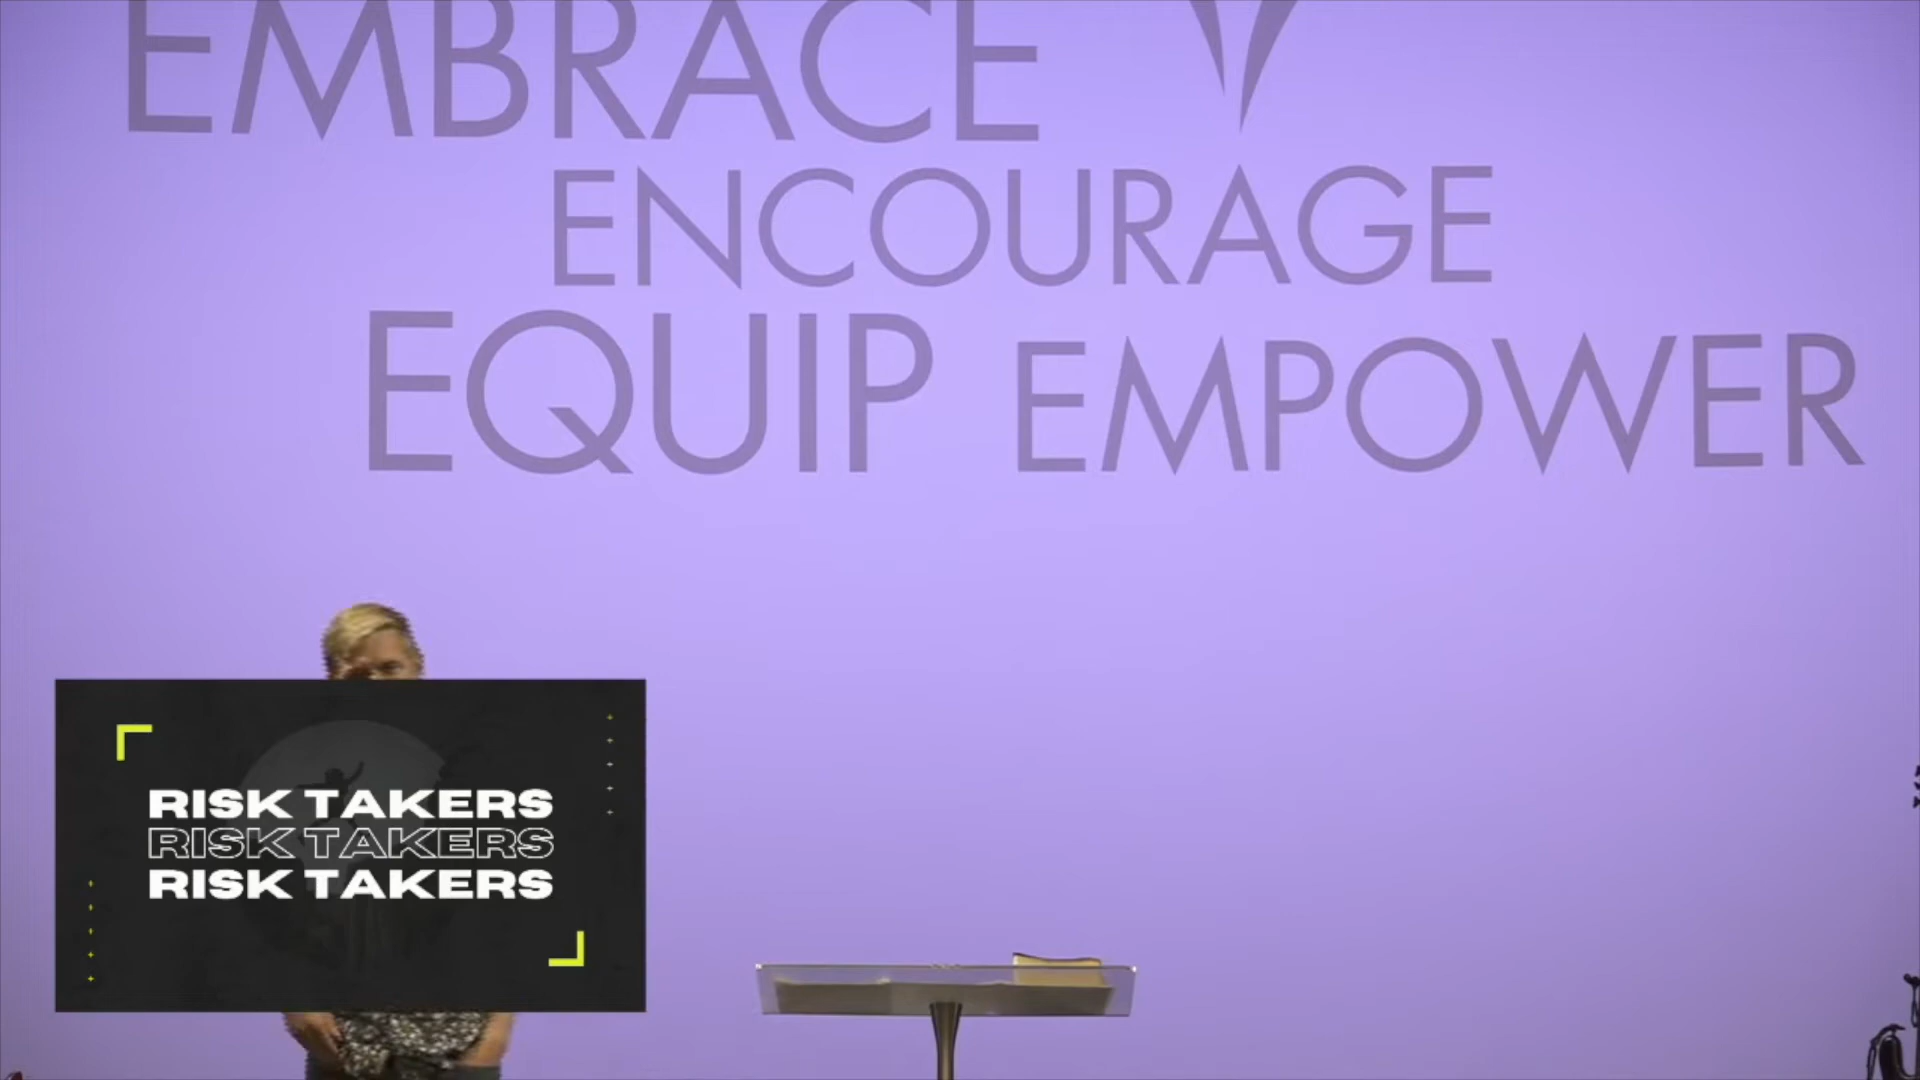 EMBRACE
ENCOURAGE
EQUIP EMPOWER
RISK TAKERS
RISK TAKERS
RISK TAKERS